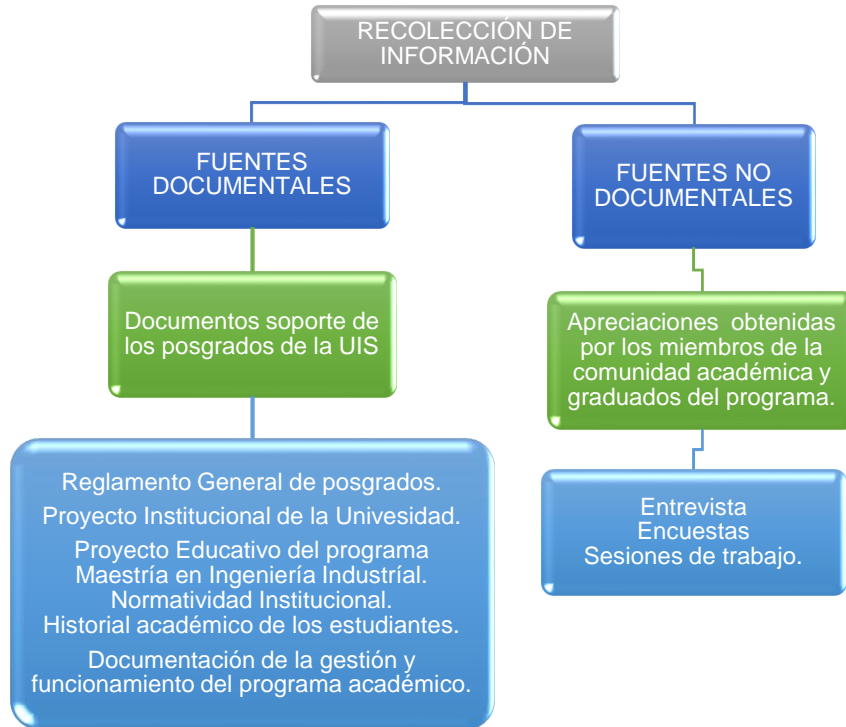 RECOLECCIÓN DE
INFORMACIÓN
FUENTES
DOCUMENTALES
FUENTES NO
DOCUMENTALES
Documentos soporte de
los posgrados de la UIS
Apreciaciones obtenidas
por los miembros de la
comunidad académica y
graduados del programa.
Reglamento General de posgrados.
Proyecto Institucional de la Univesidad.
Proyecto Educativo del programa
Maestría en Ingeniería Industríal.
Normatividad Institucional.
Historial académico de los estudiantes.
Documentación de la gestión y
funcionamiento del programa académico.
Entrevista
Encuestas
Sesiones de trabajo.